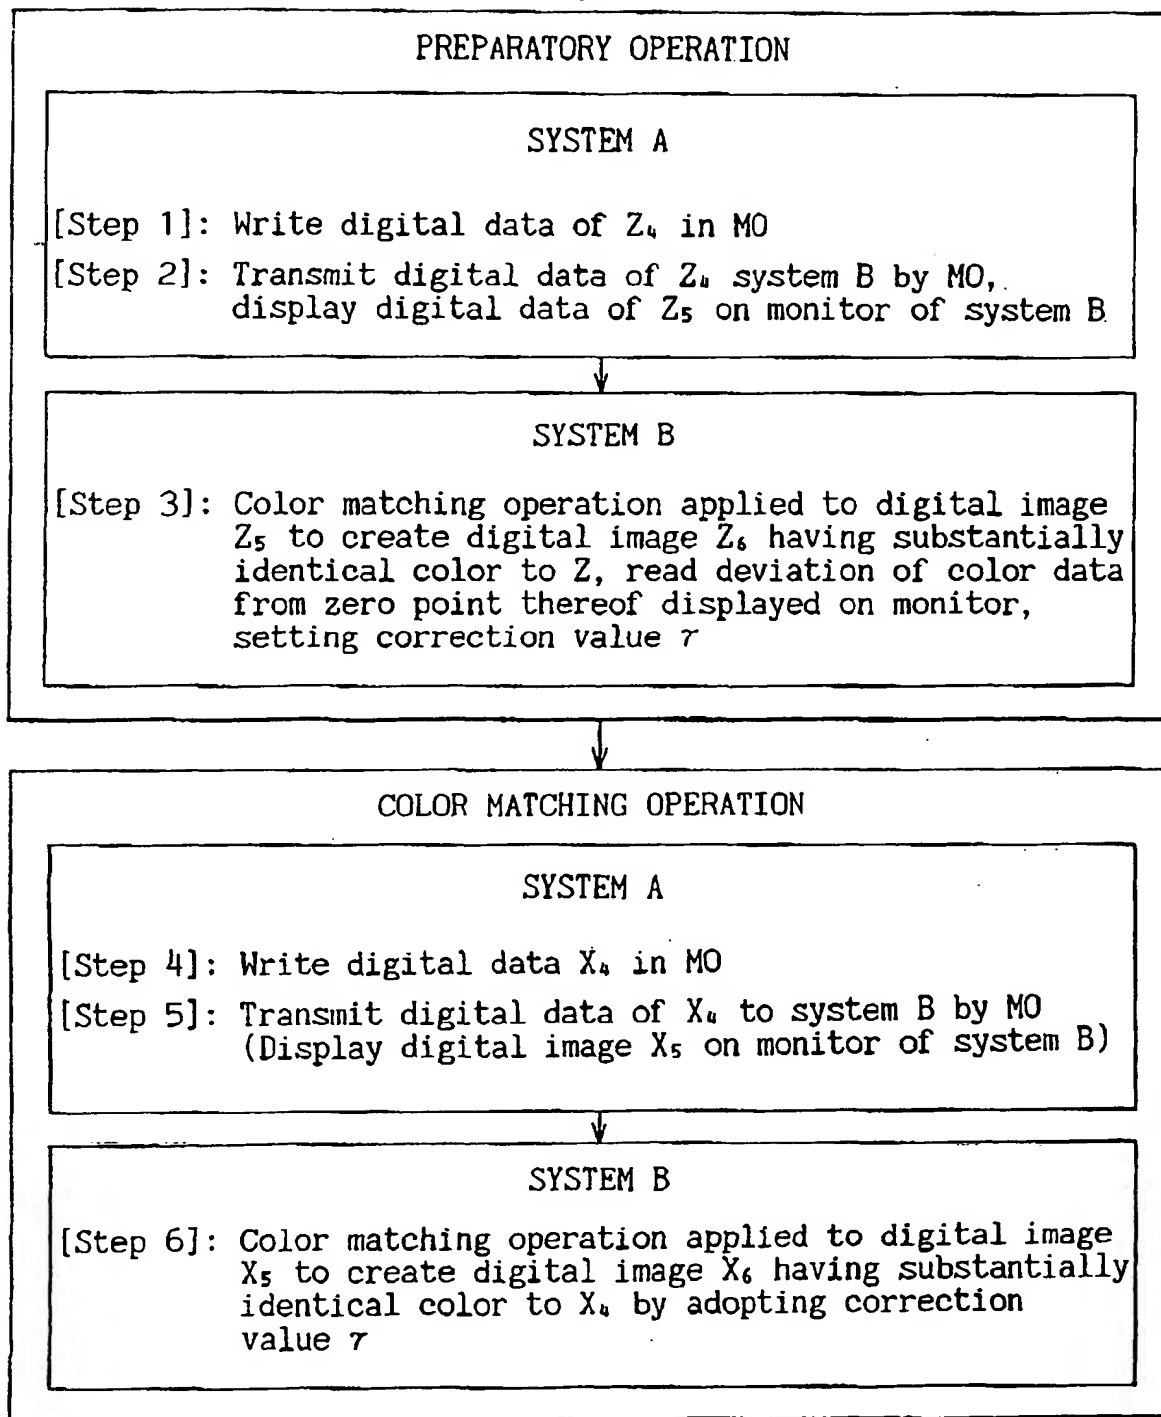 PREPARATORY OPERATION
SYSTEM A
[Step 1]: Write digital data of Z₄ in MO
[Step 2]: Transmit digital data of Z₄ system B by MO,
display digital data of Z₅ on monitor of system B
SYSTEM B
[Step 3]: Color matching operation applied to digital image
Z₅ to create digital image Z₆ having substantially
identical color to Z, read deviation of color data
from zero point thereof displayed on monitor,
setting correction value τ
COLOR MATCHING OPERATION
SYSTEM A
[Step 4]: Write digital data X₄ in MO
[Step 5]: Transmit digital data of X₄ to system B by MO
(Display digital image X₅ on monitor of system B)
SYSTEM B
[Step 6]: Color matching operation applied to digital image
X₅ to create digital image X₆ having substantially
identical color to X₄ by adopting correction
value τ